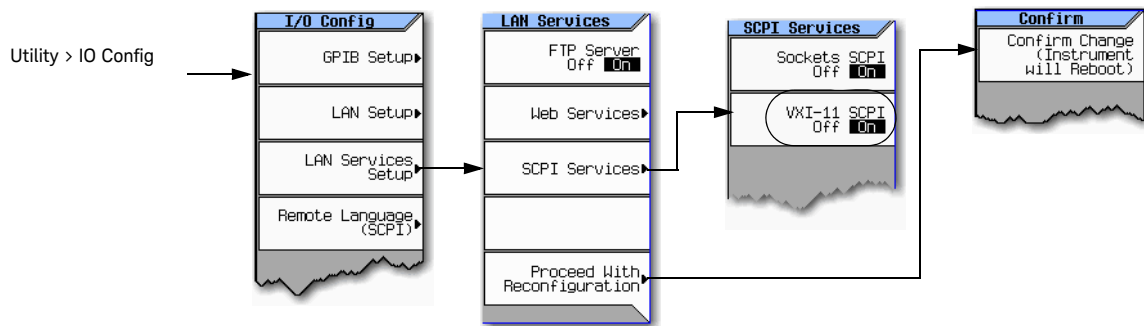 Utility > IO Config
I/O Config
GPIB Setup
LAN Setup
LAN Services
Setup
Remote Language
(SCPI)
LAN Services
FTP Server
Off On
Web Services
SCPI Services
Proceed With
Reconfiguration
SCPI Services
Sockets SCPI
Off On
VXI-11 SCPI
Off On
Confirm
Confirm Change
(Instrument
will Reboot)